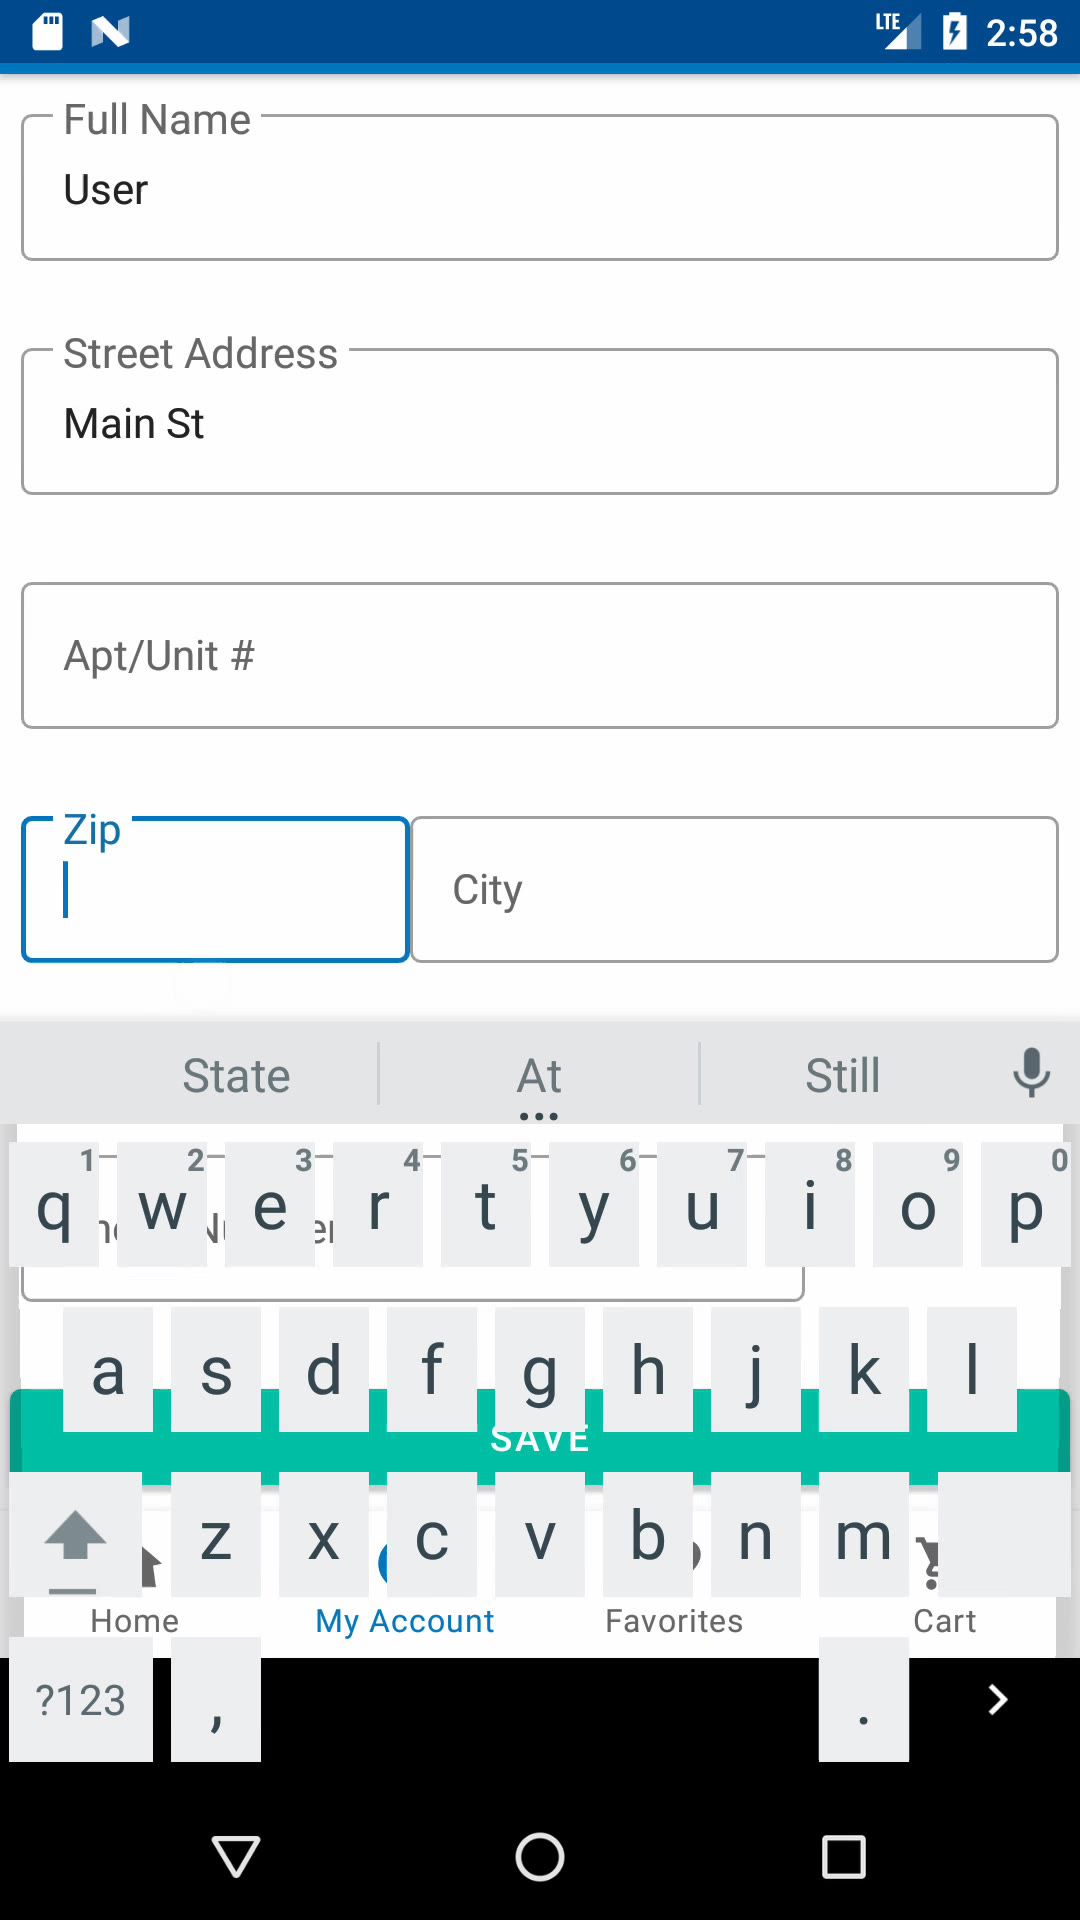 LTE 2:58
Full Name
User
Street Address
Main St
Apt/Unit #
Zip
City
State At Still
1 2 3 4 5 6 7 8 9 0
q w e r t y u i o p
a s d f g h j k l
SAVE
z x c v b n m
Home My Account Favorites Cart
?123 , .